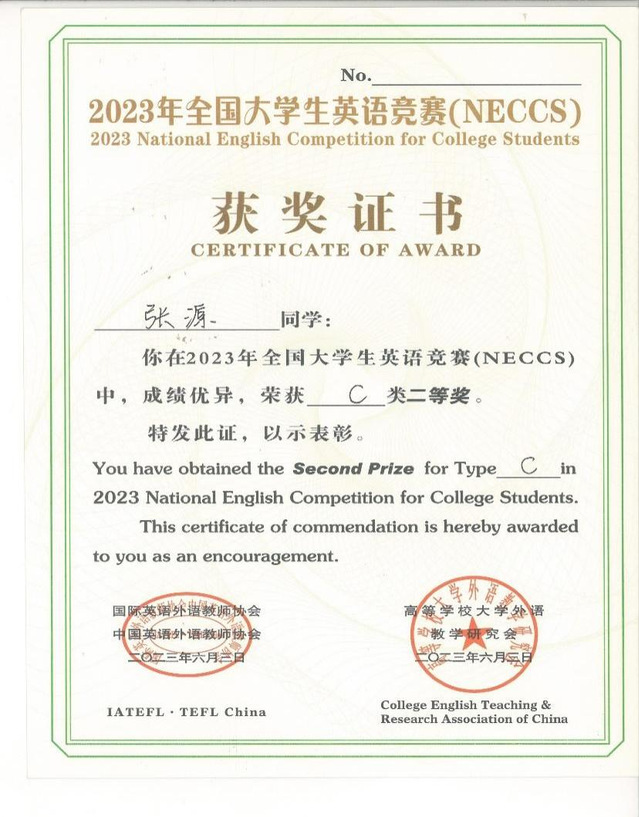 No.
2023年全国大学生英语竞赛(NECCS)
2023 National English Competition for College Students
获奖证书
CERTIFICATE OF AWARD
张源 同学：
你在2023年全国大学生英语竞赛(NECCS)
中，成绩优异，荣获 C 类二等奖。
特发此证，以示表彰。
You have obtained the Second Prize for Type C in
2023 National English Competition for College Students.
This certificate of commendation is hereby awarded
to you as an encouragement.
国际英语外语教师协会
中国英语外语教师协会
二〇二三年六月三日
IATEFL · TEFL China
高等学校大学外语
教学研究会
二〇二三年六月三日
College English Teaching &
Research Association of China